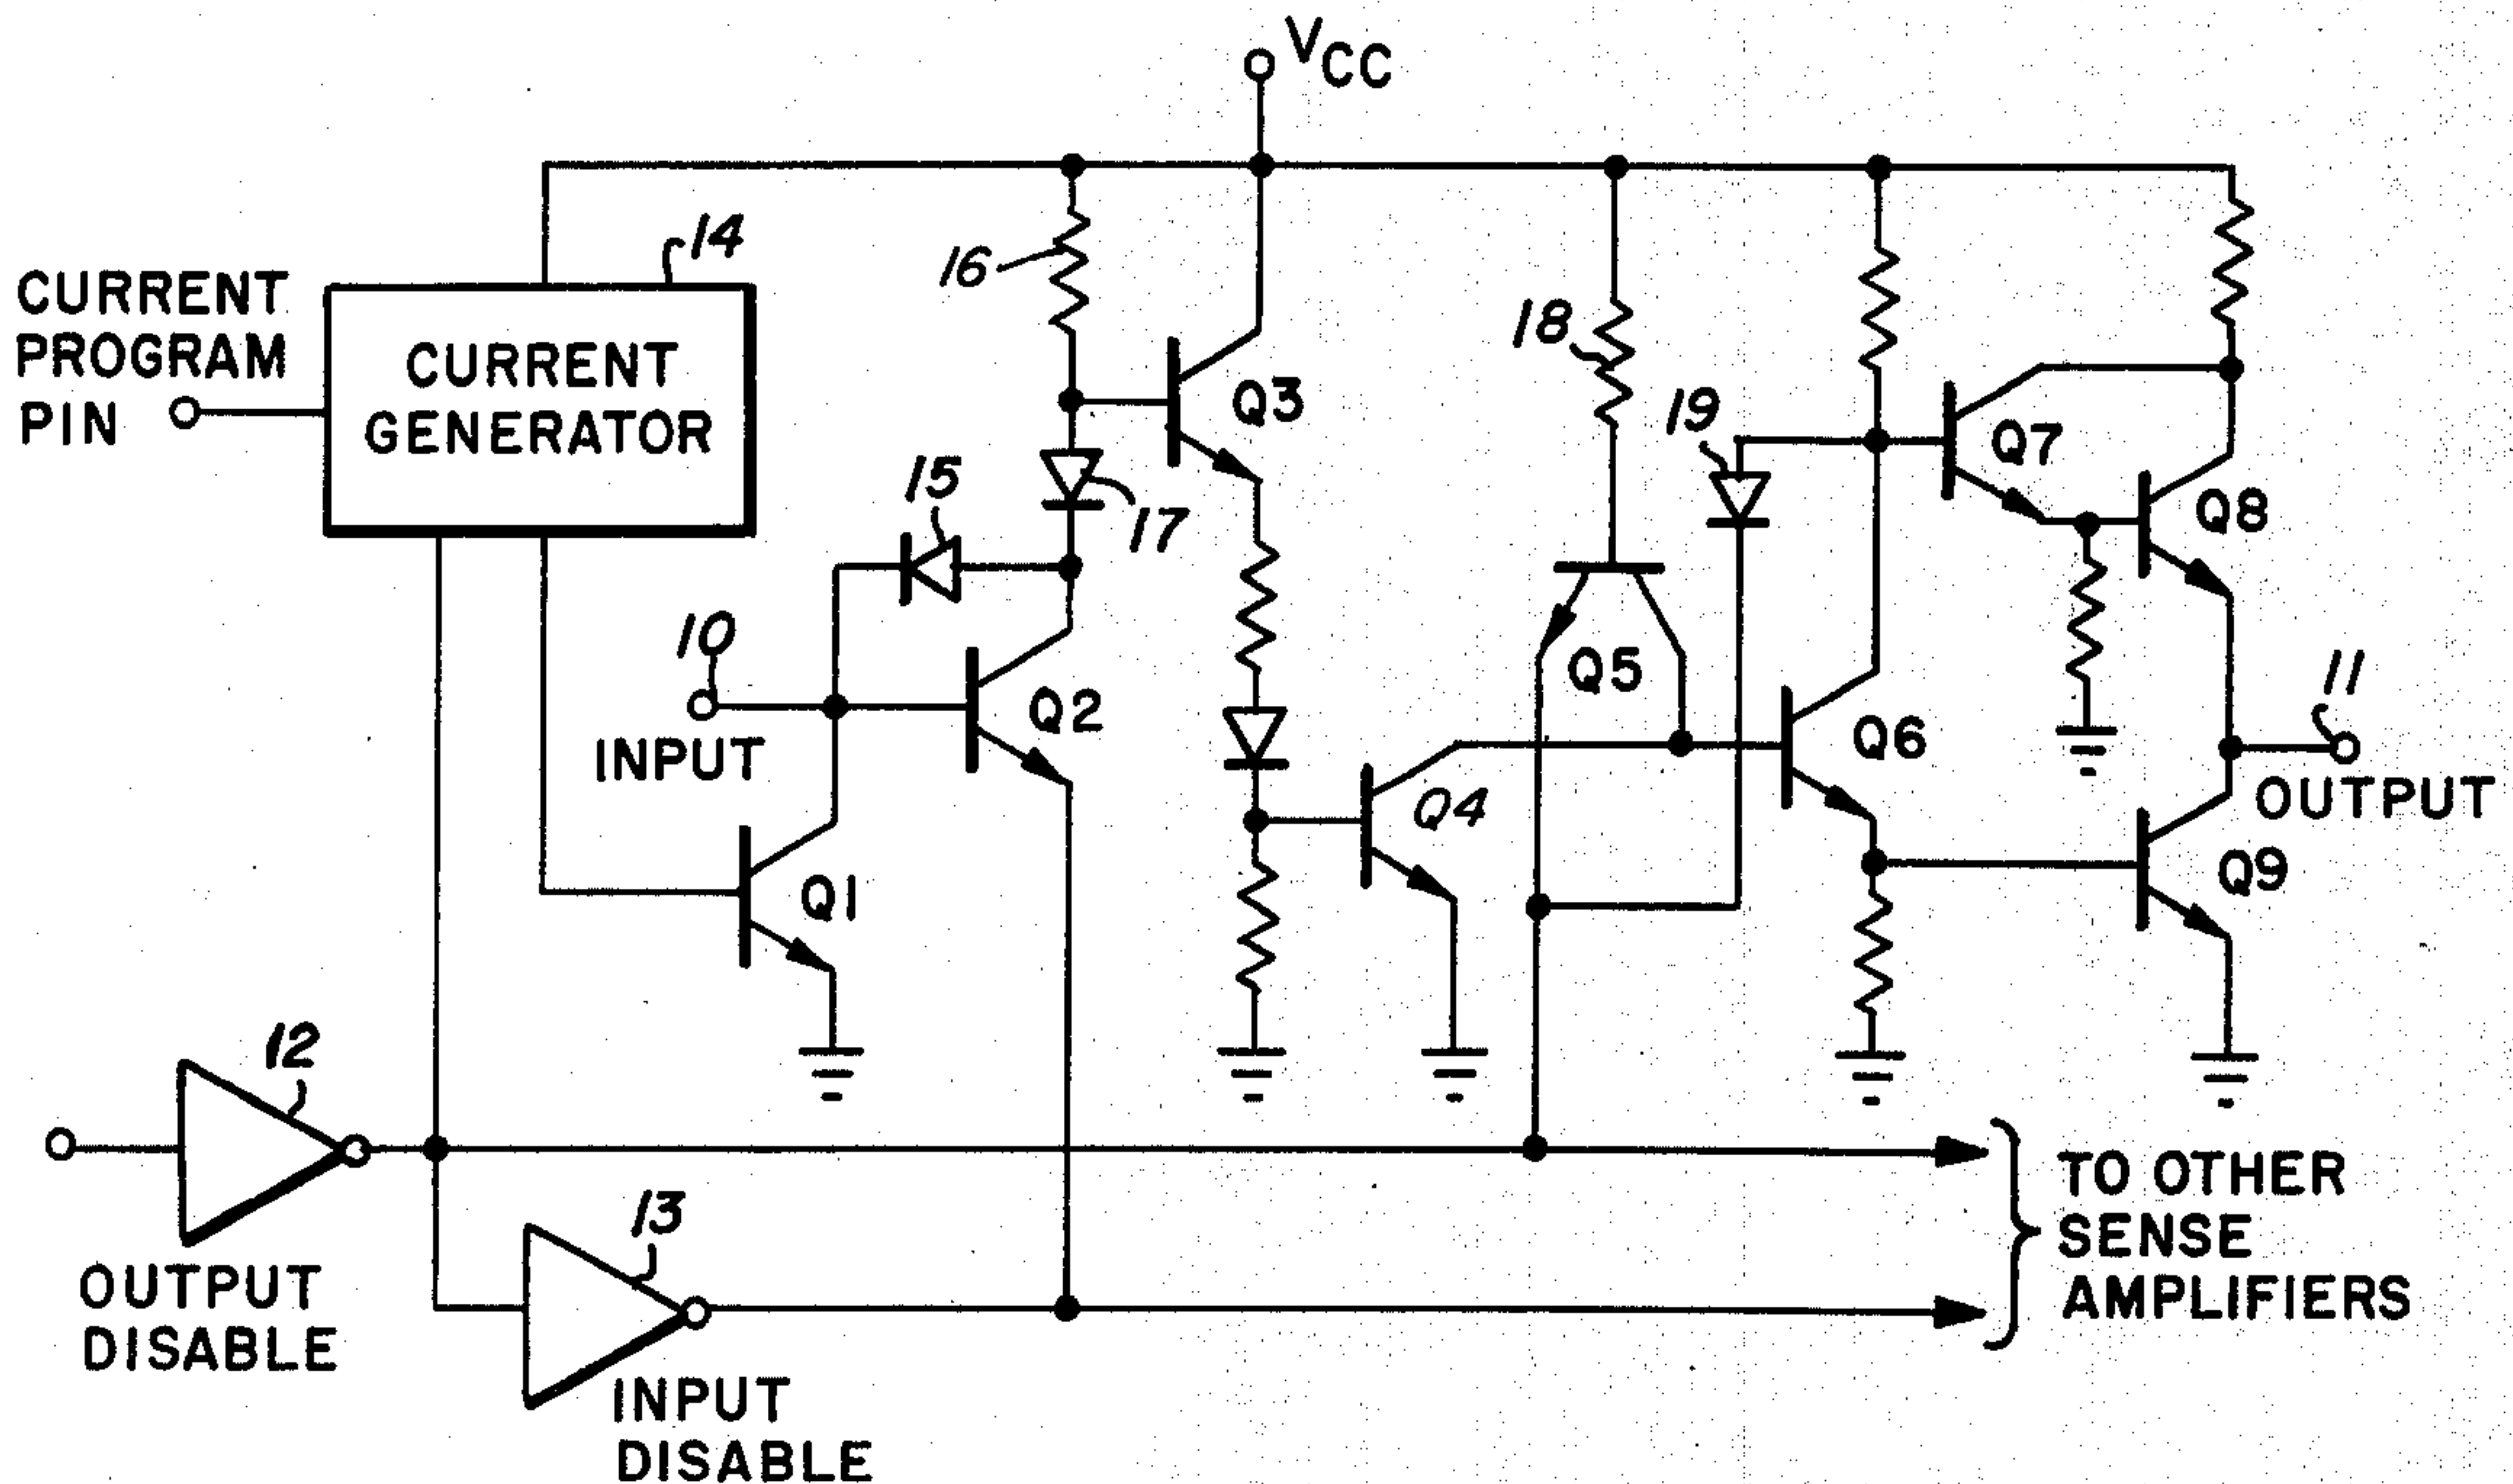 VCC
14
16
CURRENT
PROGRAM
PIN
CURRENT
GENERATOR
18
Q3
19
Q7
15
17
Q8
10
INPUT
Q2
Q5
11
Q6
OUTPUT
Q4
Q1
Q9
12
OUTPUT
DISABLE
13
INPUT
DISABLE
TO OTHER
SENSE
AMPLIFIERS